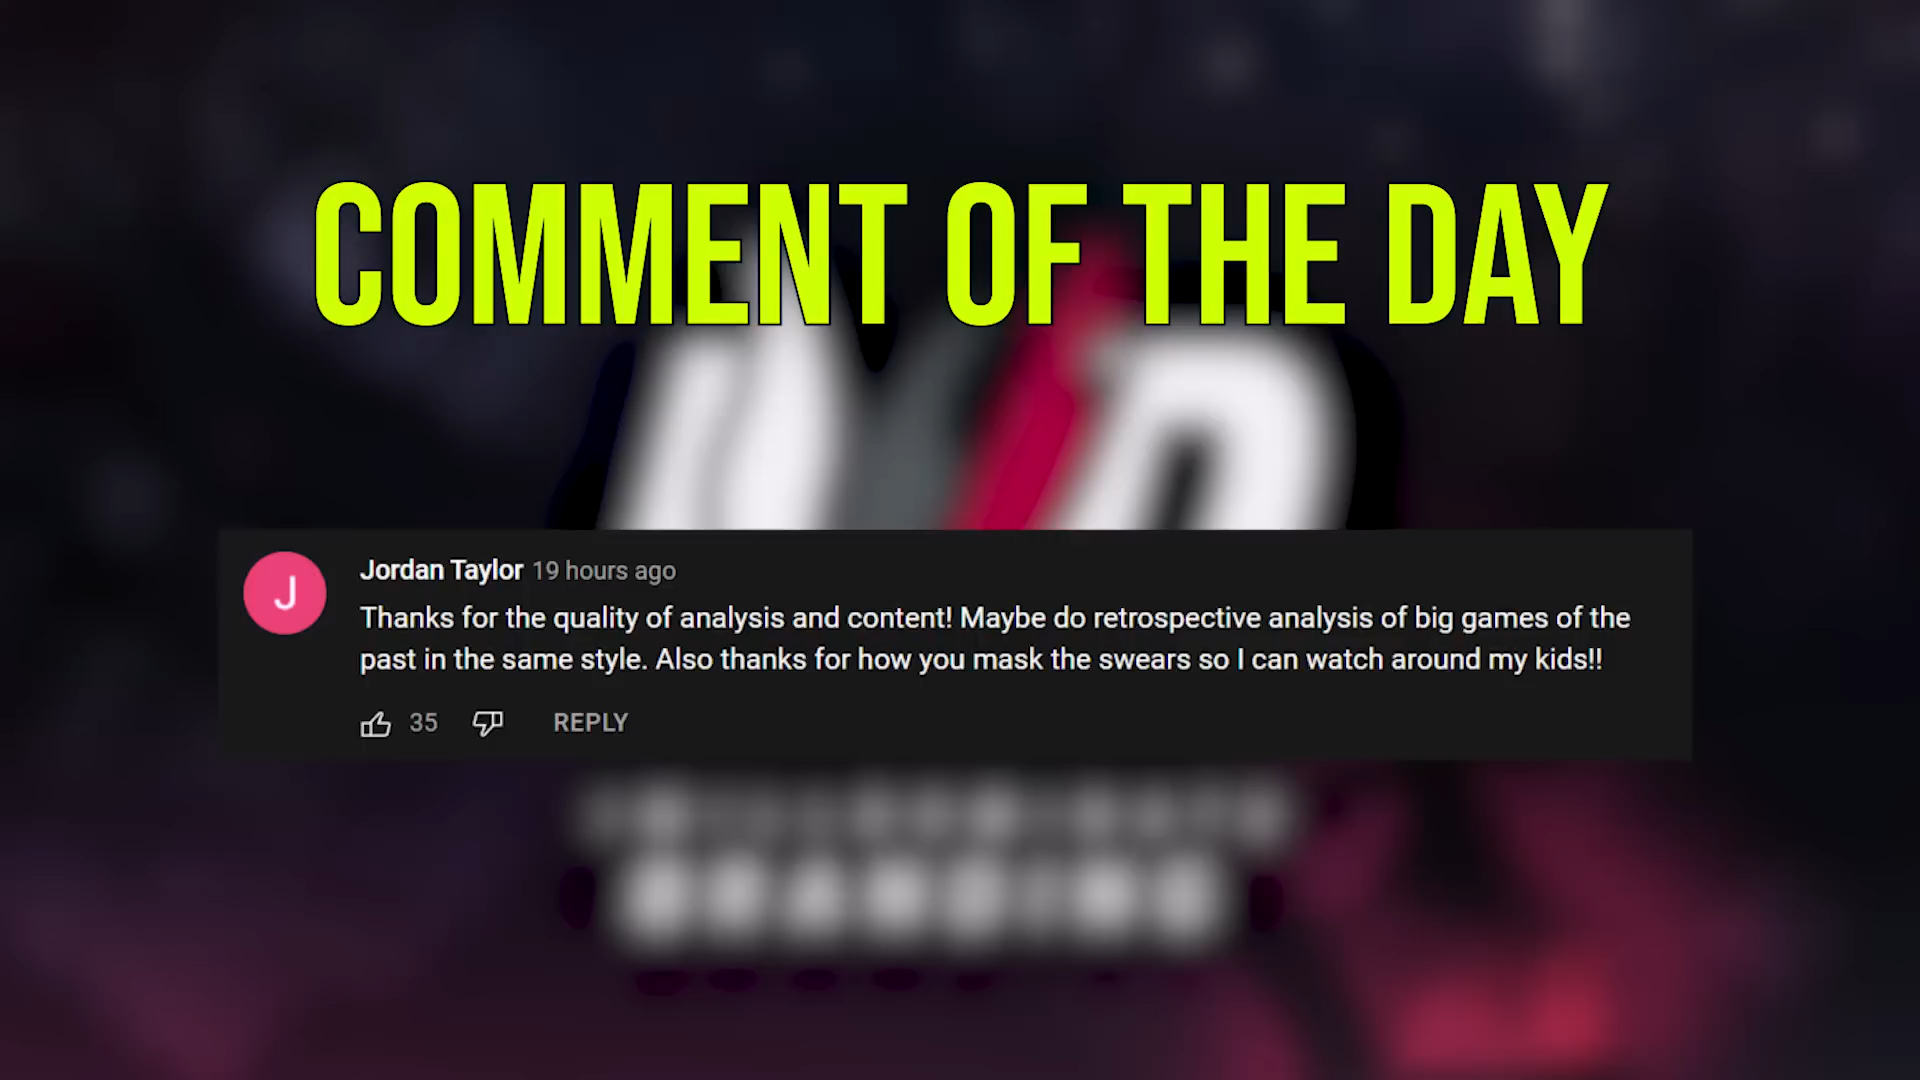 COMMENT OF THE DAY
J
Jordan Taylor 19 hours ago
Thanks for the quality of analysis and content! Maybe do retrospective analysis of big games of the
past in the same style. Also thanks for how you mask the swears so I can watch around my kids!!
35 REPLY